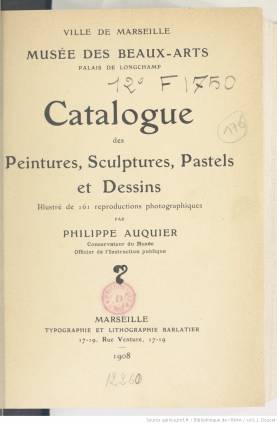 VILLE DE MARSEILLE
MUSÉE DES BEAUX-ARTS
PALAIS DE LONGCHAMP
12° F 1750
Catalogue
des
Peintures, Sculptures, Pastels
et Dessins
Illustré de 161 reproductions photographiques
PAR
PHILIPPE AUQUIER
Conservateur du Musée
Officier de l'Instruction publique
MARSEILLE
TYPOGRAPHIE ET LITHOGRAPHIE BARLATIER
17-19, Rue Venture, 17-19
1908
12260